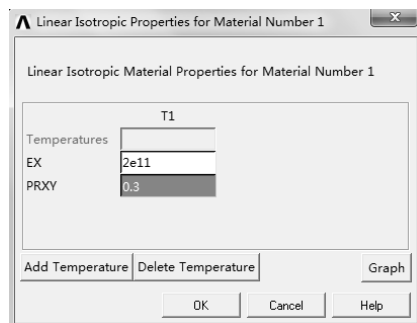 Linear Isotropic Properties for Material Number 1
Linear Isotropic Material Properties for Material Number 1
T1
Temperatures
EX 2e11
PRXY 0.3
Add Temperature Delete Temperature Graph
OK Cancel Help